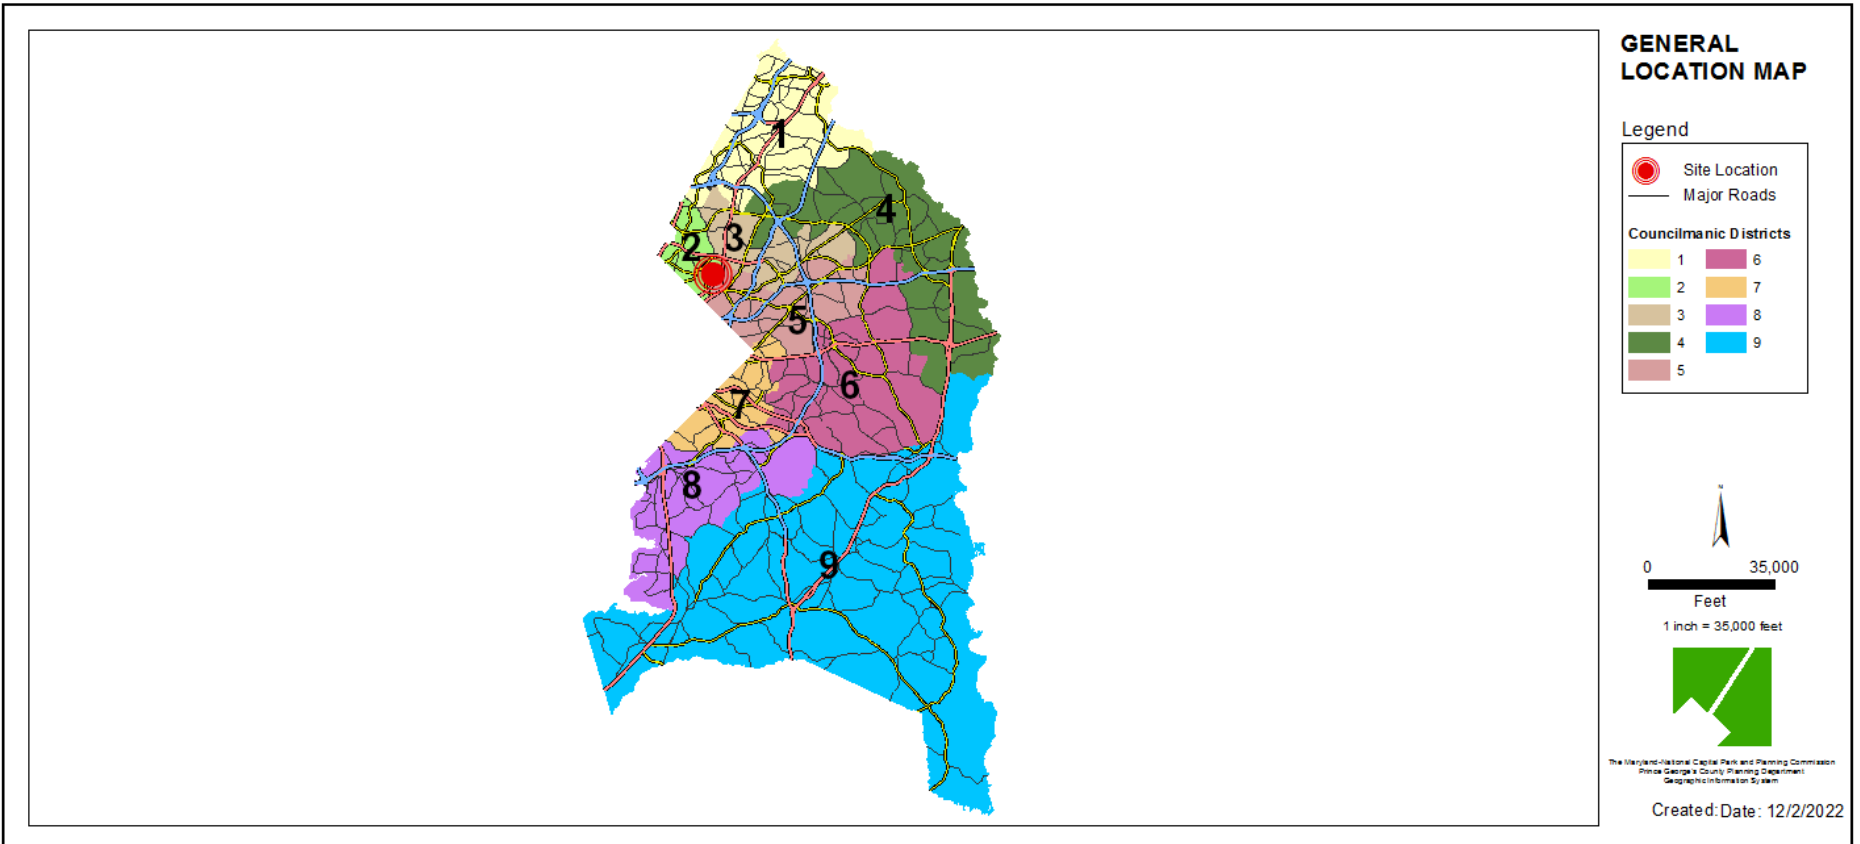 GENERAL
LOCATION MAP
Legend
Site Location
Major Roads
Councilmanic Districts
1 6
2 7
3 8
4 9
5
1
2
3
4
5
6
7
8
9
N
0 35,000
Feet
1 inch = 35,000 feet
The Maryland-National Capital Park and Planning Commission
Prince George's County Planning Department
Geographic Information System
Created: Date: 12/2/2022